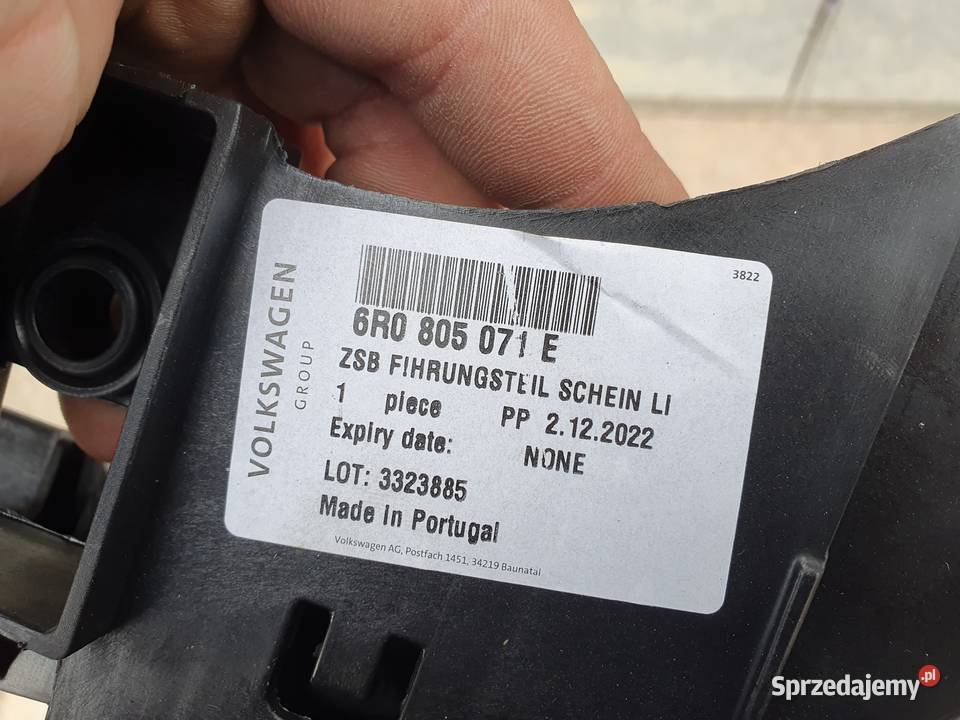 3822
VOLKSWAGEN
GROUP
6R0 805 071 E
ZSB FIHRUNGSTEIL SCHEIN LI
1 piece PP 2.12.2022
Expiry date: NONE
LOT: 3323885
Made in Portugal
Volkswagen AG, Postfach 1451, 34219 Baunatal
Sprzedajemy.pl